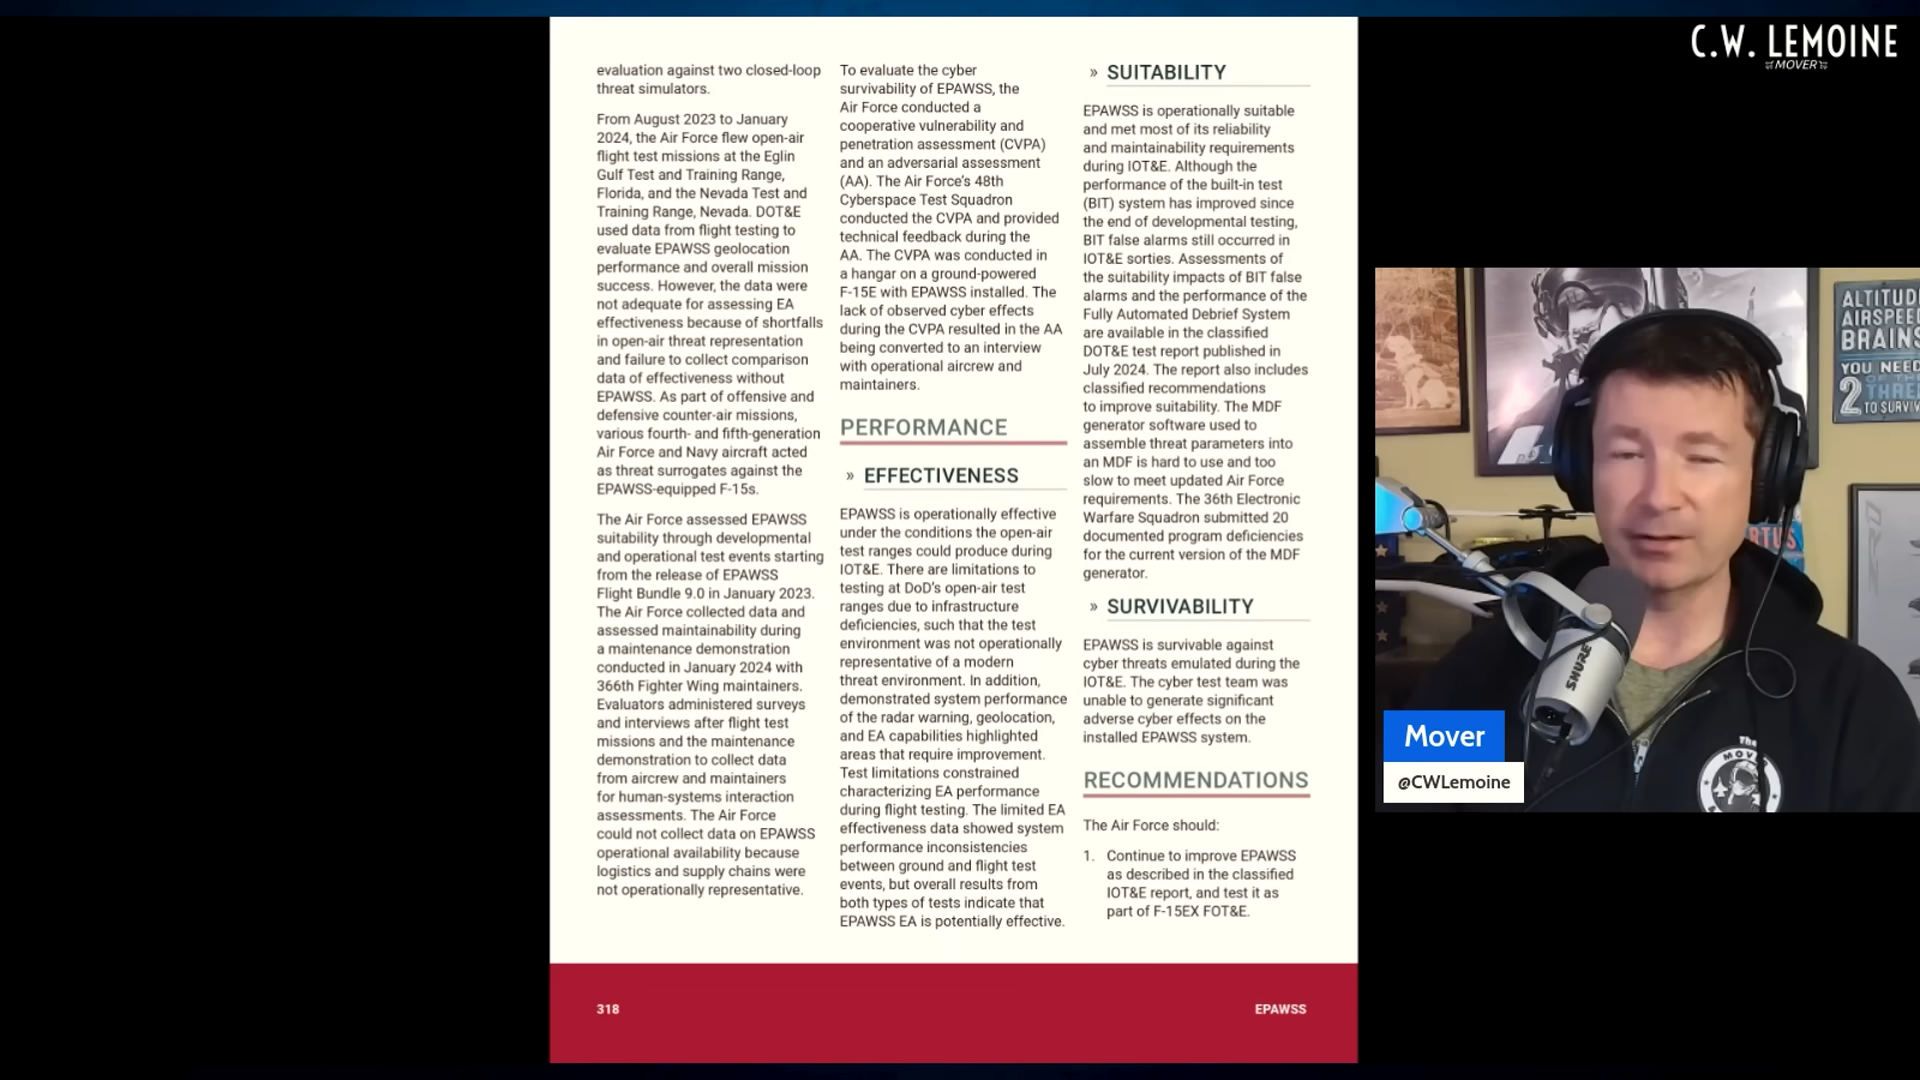 evaluation against two closed-loop
threat simulators.
From August 2023 to January
2024, the Air Force flew open-air
flight test missions at the Eglin
Gulf Test and Training Range,
Florida, and the Nevada Test and
Training Range, Nevada. DOT&E
used data from flight testing to
evaluate EPAWSS geolocation
performance and overall mission
success. However, the data were
not adequate for assessing EA
effectiveness because of shortfalls
in open-air threat representation
and failure to collect comparison
data of effectiveness without
EPAWSS. As part of offensive and
defensive counter-air missions,
various fourth- and fifth-generation
Air Force and Navy aircraft acted
as threat surrogates against the
EPAWSS-equipped F-15s.
The Air Force assessed EPAWSS
suitability through developmental
and operational test events starting
from the release of EPAWSS
Flight Bundle 9.0 in January 2023.
The Air Force collected data and
assessed maintainability during
a maintenance demonstration
conducted in January 2024 with
366th Fighter Wing maintainers.
Evaluators administered surveys
and interviews after flight test
missions and the maintenance
demonstration to collect data
from aircrew and maintainers
for human-systems interaction
assessments. The Air Force
could not collect data on EPAWSS
operational availability because
logistics and supply chains were
not operationally representative.
To evaluate the cyber
survivability of EPAWSS, the
Air Force conducted a
cooperative vulnerability and
penetration assessment (CVPA)
and an adversarial assessment
(AA). The Air Force's 48th
Cyberspace Test Squadron
conducted the CVPA and provided
technical feedback during the
AA. The CVPA was conducted in
a hangar on a ground-powered
F-15E with EPAWSS installed. The
lack of observed cyber effects
during the CVPA resulted in the AA
being converted to an interview
with operational aircrew and
maintainers.
PERFORMANCE
» EFFECTIVENESS
EPAWSS is operationally effective
under the conditions the open-air
test ranges could produce during
IOT&E. There are limitations to
testing at DoD's open-air test
ranges due to infrastructure
deficiencies, such that the test
environment was not operationally
representative of a modern
threat environment. In addition,
demonstrated system performance
of the radar warning, geolocation,
and EA capabilities highlighted
areas that require improvement.
Test limitations constrained
characterizing EA performance
during flight testing. The limited EA
effectiveness data showed system
performance inconsistencies
between ground and flight test
events, but overall results from
both types of tests indicate that
EPAWSS EA is potentially effective.
» SUITABILITY
EPAWSS is operationally suitable
and met most of its reliability
and maintainability requirements
during IOT&E. Although the
performance of the built-in test
(BIT) system has improved since
the end of developmental testing,
BIT false alarms still occurred in
IOT&E sorties. Assessments of
the suitability impacts of BIT false
alarms and the performance of the
Fully Automated Debrief System
are available in the classified
DOT&E test report published in
July 2024. The report also includes
classified recommendations
to improve suitability. The MDF
generator software used to
assemble threat parameters into
an MDF is hard to use and too
slow to meet updated Air Force
requirements. The 36th Electronic
Warfare Squadron submitted 20
documented program deficiencies
for the current version of the MDF
generator.
» SURVIVABILITY
EPAWSS is survivable against
cyber threats emulated during the
IOT&E. The cyber test team was
unable to generate significant
adverse cyber effects on the
installed EPAWSS system.
RECOMMENDATIONS
The Air Force should:
1. Continue to improve EPAWSS
as described in the classified
IOT&E report, and test it as
part of F-15EX FOT&E.
318
EPAWSS
C.W. LEMOINE
MOVER
ALTITUD
AIRSPEE
BRAINS
YOU NEED
2 OF THE
THREE
TO SURVIV
SHURE
The
MOV
Mover
@CWLemoine